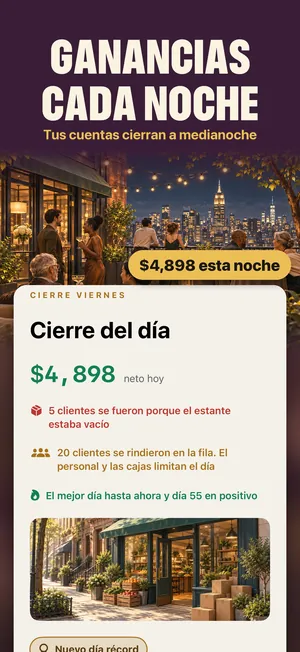 GANANCIAS
CADA NOCHE
Tus cuentas cierran a medianoche
$4,898 esta noche
CIERRE VIERNES
Cierre del día
$4,898 neto hoy
5 clientes se fueron porque el estante
estaba vacío
20 clientes se rindieron en la fila. El
personal y las cajas limitan el día
El mejor día hasta ahora y día 55 en positivo
Nuevo día récord